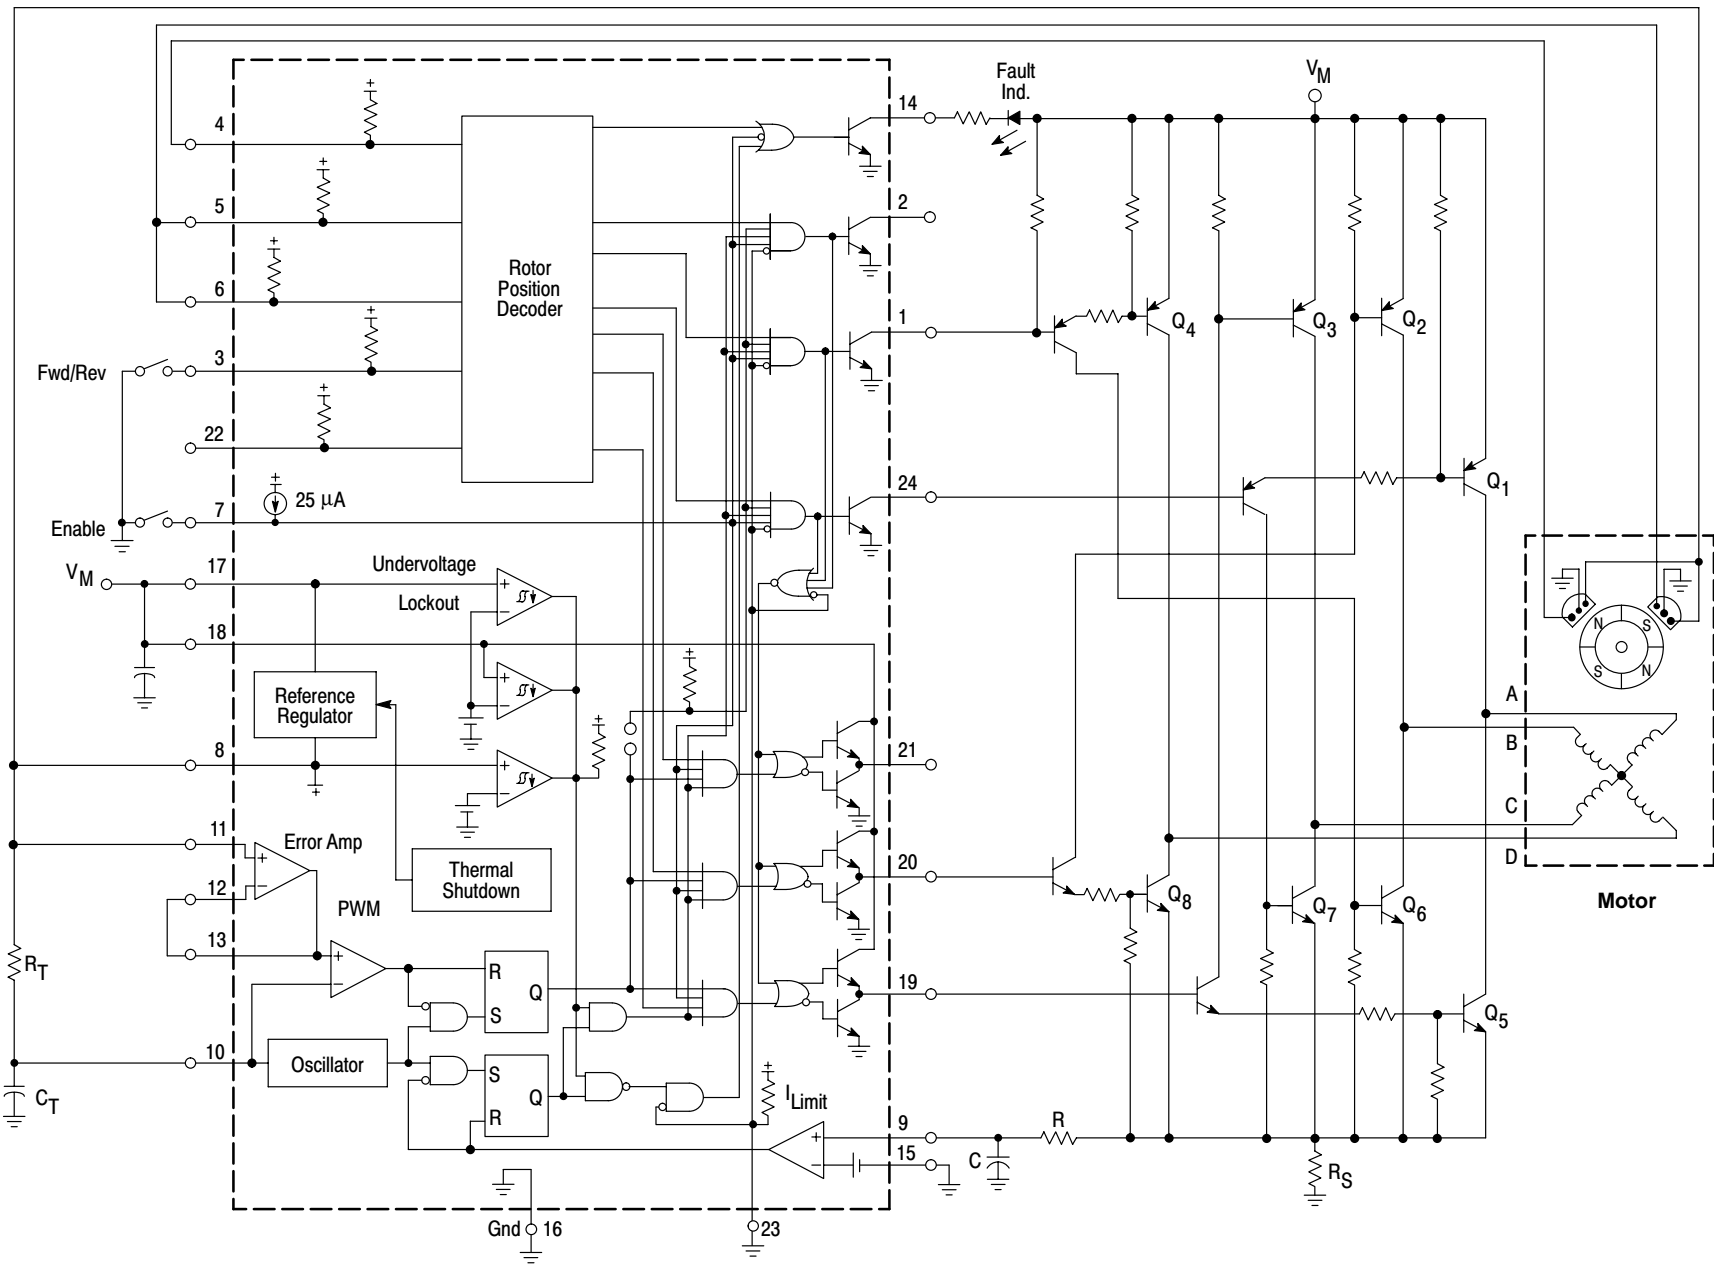 Fault
Ind.
V_M
14
4
5
2
6
Rotor
Position
Decoder
1
Q_4
Q_3
Q_2
Fwd/Rev
3
22
24
Q_1
25 μA
Enable
7
V_M
17
Undervoltage
Lockout
18
N
S
S
N
Reference
Regulator
A
B
21
8
C
D
11
Error Amp
Thermal
Shutdown
20
12
Q_8
Q_7
Q_6
Motor
PWM
13
R_T
R
Q
S
19
Q_5
10
Oscillator
S
Q
R
C_T
I_Limit
9
R
15
C
R_S
Gnd
16
23
+
+
+
+
+
+
+
−
+
−
+
+
−
+
+
+
−
+
−
+
+
−